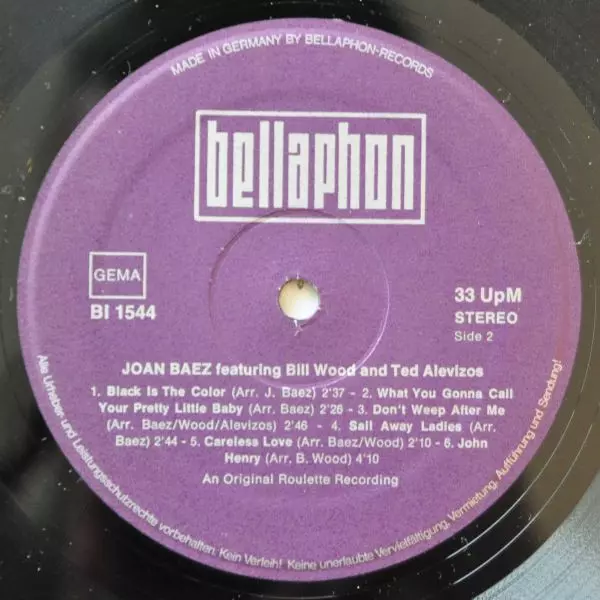 MADE IN GERMANY BY BELLAPHON-RECORDS
bellaphon
GEMA
BI 1544
33 UpM
STEREO
Side 2
JOAN BAEZ featuring Bill Wood and Ted Alevizos
1. Black Is The Color (Arr. J. Baez) 2'37 - 2. What You Gonna Call
Your Pretty Little Baby (Arr. Baez) 2'26 - 3. Don't Weep After Me
(Arr. Baez/Wood/Alevizos) 2'46 - 4. Sail Away Ladies (Arr.
Baez) 2'44 - 5. Careless Love (Arr. Baez/Wood) 2'10 - 6. John
Henry (Arr. B. Wood) 4'10
An Original Roulette Recording
Alle Urheber- und Leistungsschutzrechte vorbehalten. Kein Verleih! Keine unerlaubte Vervielfältigung, Vermietung, Aufführung und Sendung!